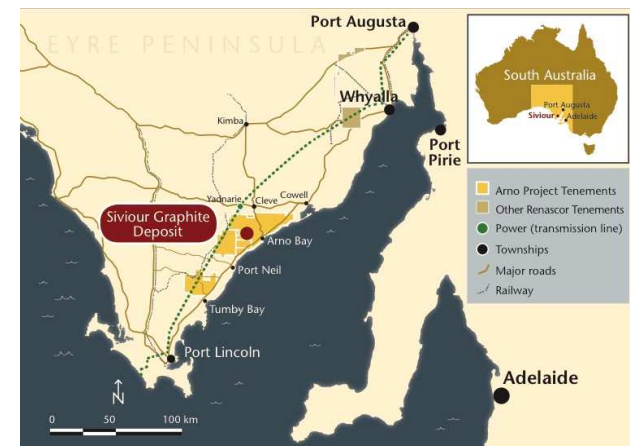 EYRE PENINSULA
Port Augusta
Whyalla
Kimba
Port
Pirie
Yadnarie
Cleve
Cowell
Siviour Graphite
Deposit
Arno Bay
Port Neil
Tumby Bay
Port Lincoln
Adelaide
N
0 50 100 km
South Australia
Port Augusta
Siviour
Adelaide
Arno Project Tenements
Other Renascor Tenements
Power (transmission line)
Townships
Major roads
Railway